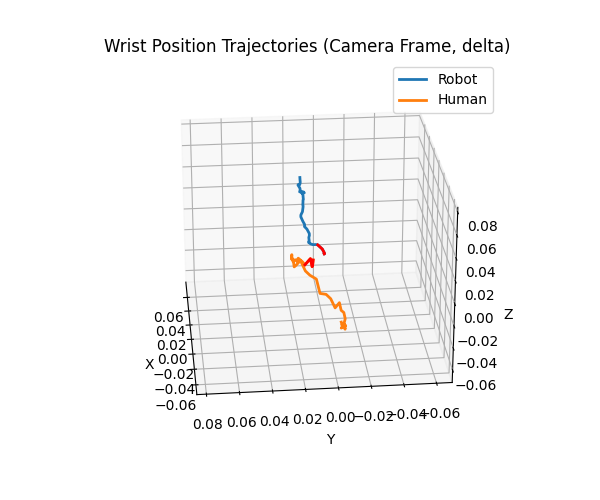 Wrist Position Trajectories (Camera Frame, delta)
Robot
Human
0.08
0.06
0.04
0.02
0.00
−0.02
−0.04
−0.06
Z
0.06
0.04
0.02
0.00
−0.02
−0.04
−0.06
X
0.08 0.06 0.04 0.02 0.00 −0.02 −0.04 −0.06
Y